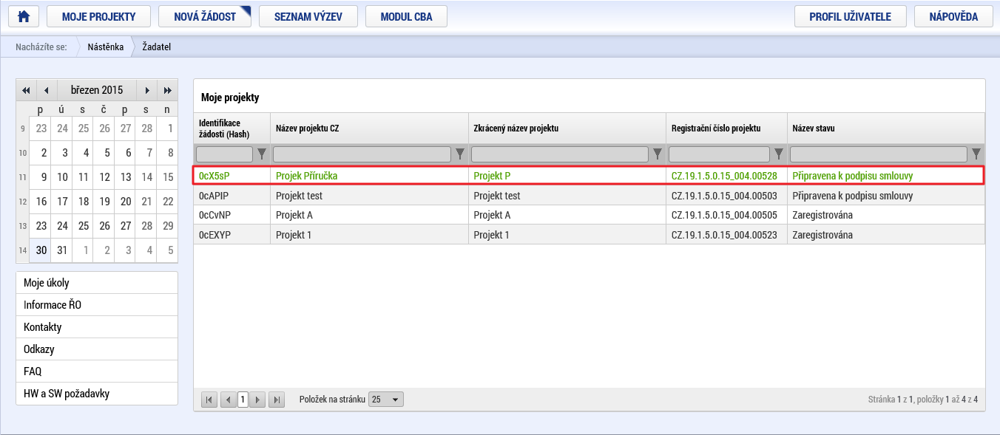 MOJE PROJEKTY NOVÁ ŽÁDOST SEZNAM VÝZEV MODUL CBA PROFIL UŽIVATELE NÁPOVĚDA
Nacházíte se: Nástěnka Žadatel
březen 2015
p ú s č p s n
9 23 24 25 26 27 28 1
10 2 3 4 5 6 7 8
11 9 10 11 12 13 14 15
12 16 17 18 19 20 21 22
13 23 24 25 26 27 28 29
14 30 31 1 2 3 4 5
Moje úkoly
Informace ŘO
Kontakty
Odkazy
FAQ
HW a SW požadavky
Moje projekty
Identifikace žádosti (Hash) Název projektu CZ Zkrácený název projektu Registrační číslo projektu Název stavu
0cX5sP Projek Příručka Projekt P CZ.19.1.5.0.15_004.00528 Připravena k podpisu smlouvy
0cAPIP Projekt test Projekt test CZ.19.1.5.0.15_004.00503 Připravena k podpisu smlouvy
0cCvNP Projekt A Projekt A CZ.19.1.5.0.15_004.00505 Zaregistrována
0cEXYP Projekt 1 Projekt 1 CZ.19.1.5.0.15_004.00523 Zaregistrována
1 Položek na stránku 25 Stránka 1 z 1, položky 1 až 4 z 4